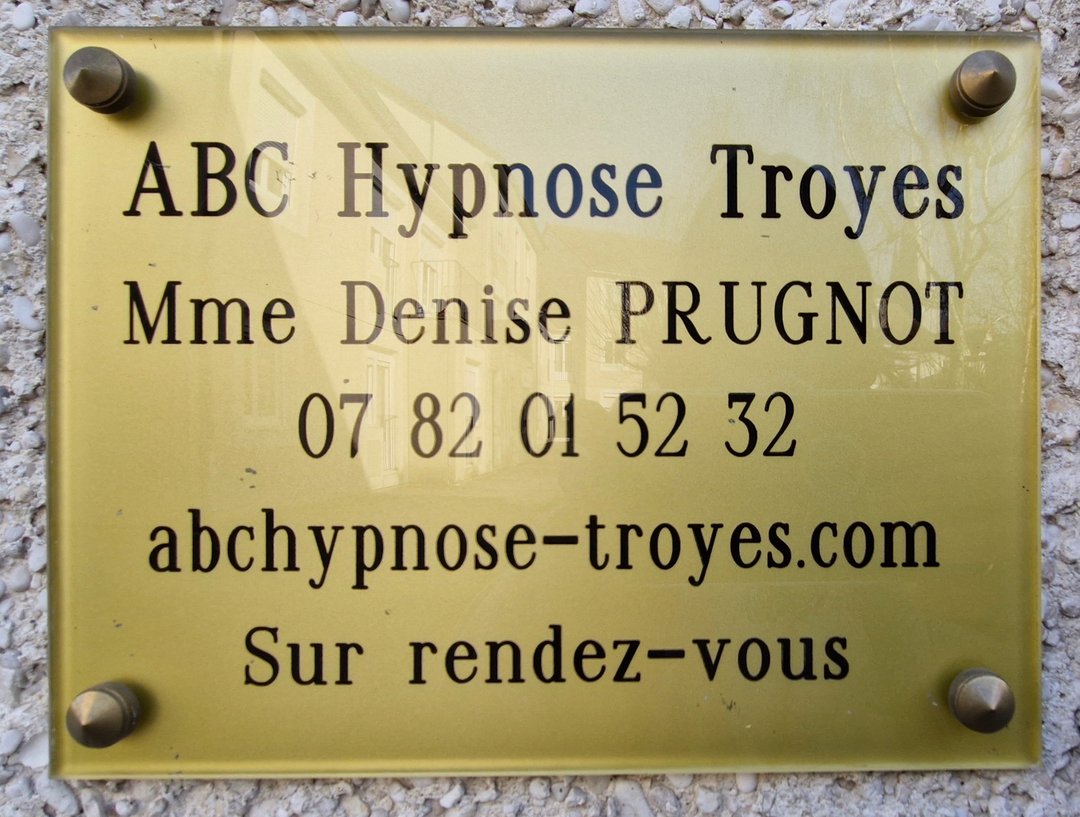 ABC Hypnose Troyes
Mme Denise PRUGNOT
07 82 01 52 32
abchypnose-troyes.com
Sur rendez-vous